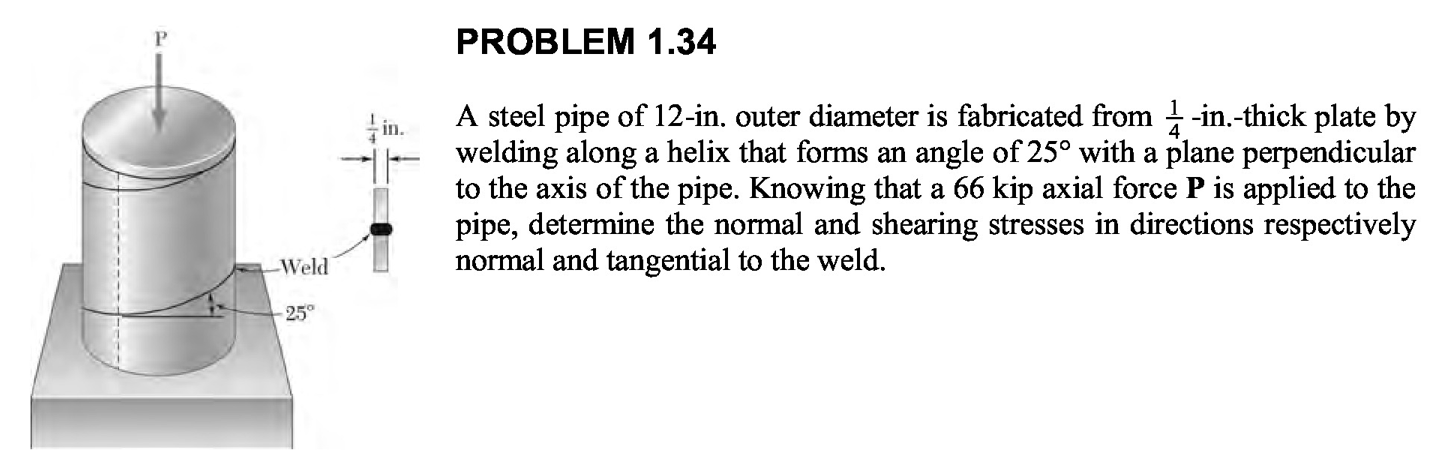 PROBLEM 1.34
A steel pipe of 12-in. outer diameter is fabricated from 1/4 -in.-thick plate by
welding along a helix that forms an angle of 25° with a plane perpendicular
to the axis of the pipe. Knowing that a 66 kip axial force P is applied to the
pipe, determine the normal and shearing stresses in directions respectively
normal and tangential to the weld.
P
1/4 in.
Weld
25°